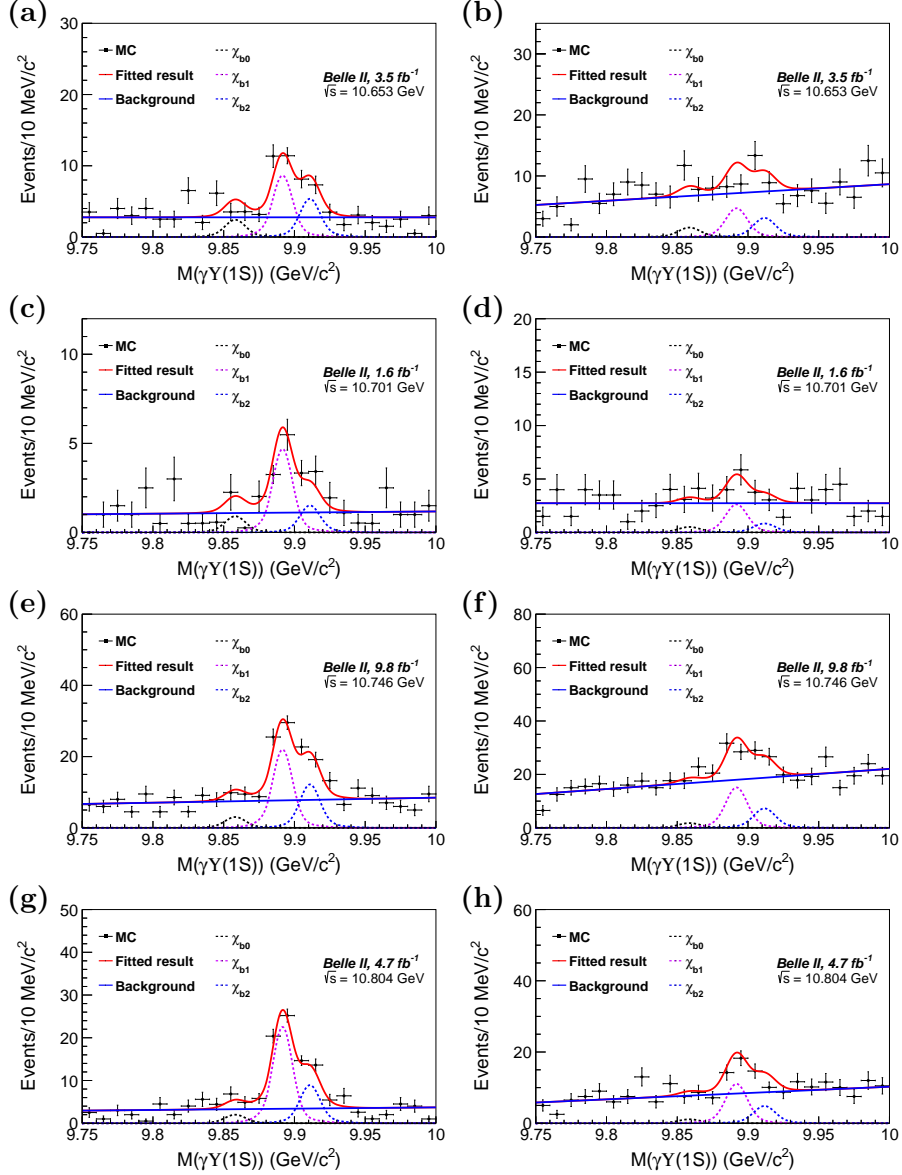 (a)
Events/10 MeV/c²
30
20
10
0
MC
Fitted result
Background
χb0
χb1
χb2
Belle II, 3.5 fb⁻¹
√s = 10.653 GeV
9.75 9.8 9.85 9.9 9.95 10
M(γΥ(1S)) (GeV/c²)
(b)
Events/10 MeV/c²
30
20
10
0
MC
Fitted result
Background
χb0
χb1
χb2
Belle II, 3.5 fb⁻¹
√s = 10.653 GeV
9.75 9.8 9.85 9.9 9.95 10
M(γΥ(1S)) (GeV/c²)
(c)
Events/10 MeV/c²
10
5
0
MC
Fitted result
Background
χb0
χb1
χb2
Belle II, 1.6 fb⁻¹
√s = 10.701 GeV
9.75 9.8 9.85 9.9 9.95 10
M(γΥ(1S)) (GeV/c²)
(d)
Events/10 MeV/c²
20
15
10
5
0
MC
Fitted result
Background
χb0
χb1
χb2
Belle II, 1.6 fb⁻¹
√s = 10.701 GeV
9.75 9.8 9.85 9.9 9.95 10
M(γΥ(1S)) (GeV/c²)
(e)
Events/10 MeV/c²
60
40
20
0
MC
Fitted result
Background
χb0
χb1
χb2
Belle II, 9.8 fb⁻¹
√s = 10.746 GeV
9.75 9.8 9.85 9.9 9.95 10
M(γΥ(1S)) (GeV/c²)
(f)
Events/10 MeV/c²
80
60
40
20
0
MC
Fitted result
Background
χb0
χb1
χb2
Belle II, 9.8 fb⁻¹
√s = 10.746 GeV
9.75 9.8 9.85 9.9 9.95 10
M(γΥ(1S)) (GeV/c²)
(g)
Events/10 MeV/c²
50
40
30
20
10
0
MC
Fitted result
Background
χb0
χb1
χb2
Belle II, 4.7 fb⁻¹
√s = 10.804 GeV
9.75 9.8 9.85 9.9 9.95 10
M(γΥ(1S)) (GeV/c²)
(h)
Events/10 MeV/c²
60
40
20
0
MC
Fitted result
Background
χb0
χb1
χb2
Belle II, 4.7 fb⁻¹
√s = 10.804 GeV
9.75 9.8 9.85 9.9 9.95 10
M(γΥ(1S)) (GeV/c²)